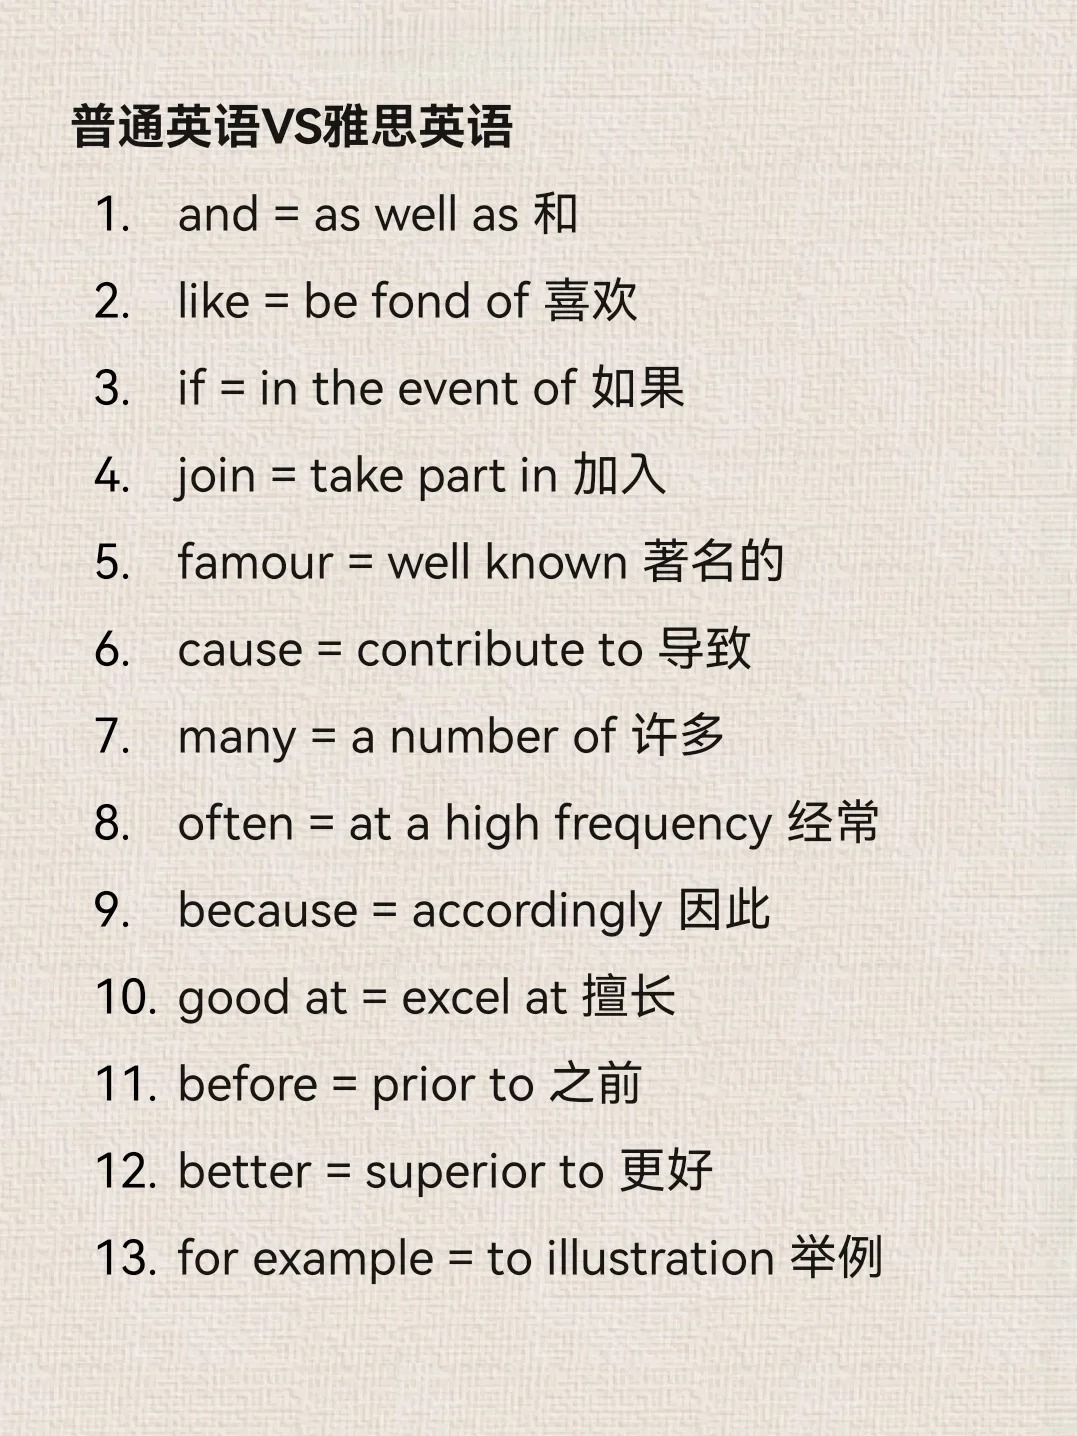 普通英语VS雅思英语
1. and = as well as 和
2. like = be fond of 喜欢
3. if = in the event of 如果
4. join = take part in 加入
5. famour = well known 著名的
6. cause = contribute to 导致
7. many = a number of 许多
8. often = at a high frequency 经常
9. because = accordingly 因此
10. good at = excel at 擅长
11. before = prior to 之前
12. better = superior to 更好
13. for example = to illustration 举例